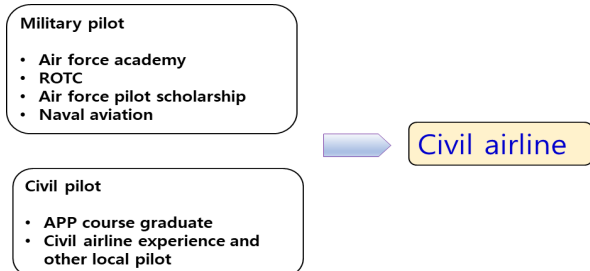 Military pilot
• Air force academy
• ROTC
• Air force pilot scholarship
• Naval aviation
Civil airline
Civil pilot
• APP course graduate
• Civil airline experience and
other local pilot